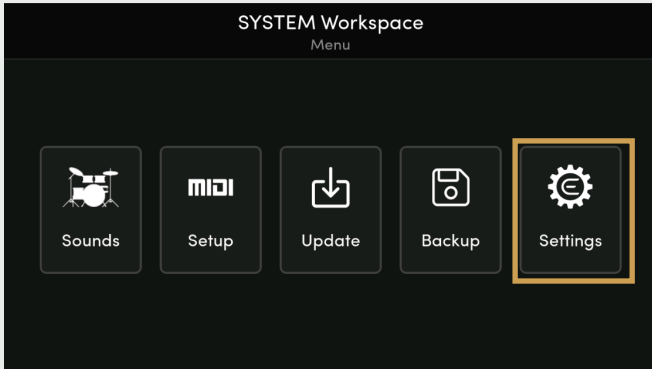 SYSTEM Workspace
Menu
MIDI
Sounds
Setup
Update
Backup
Settings